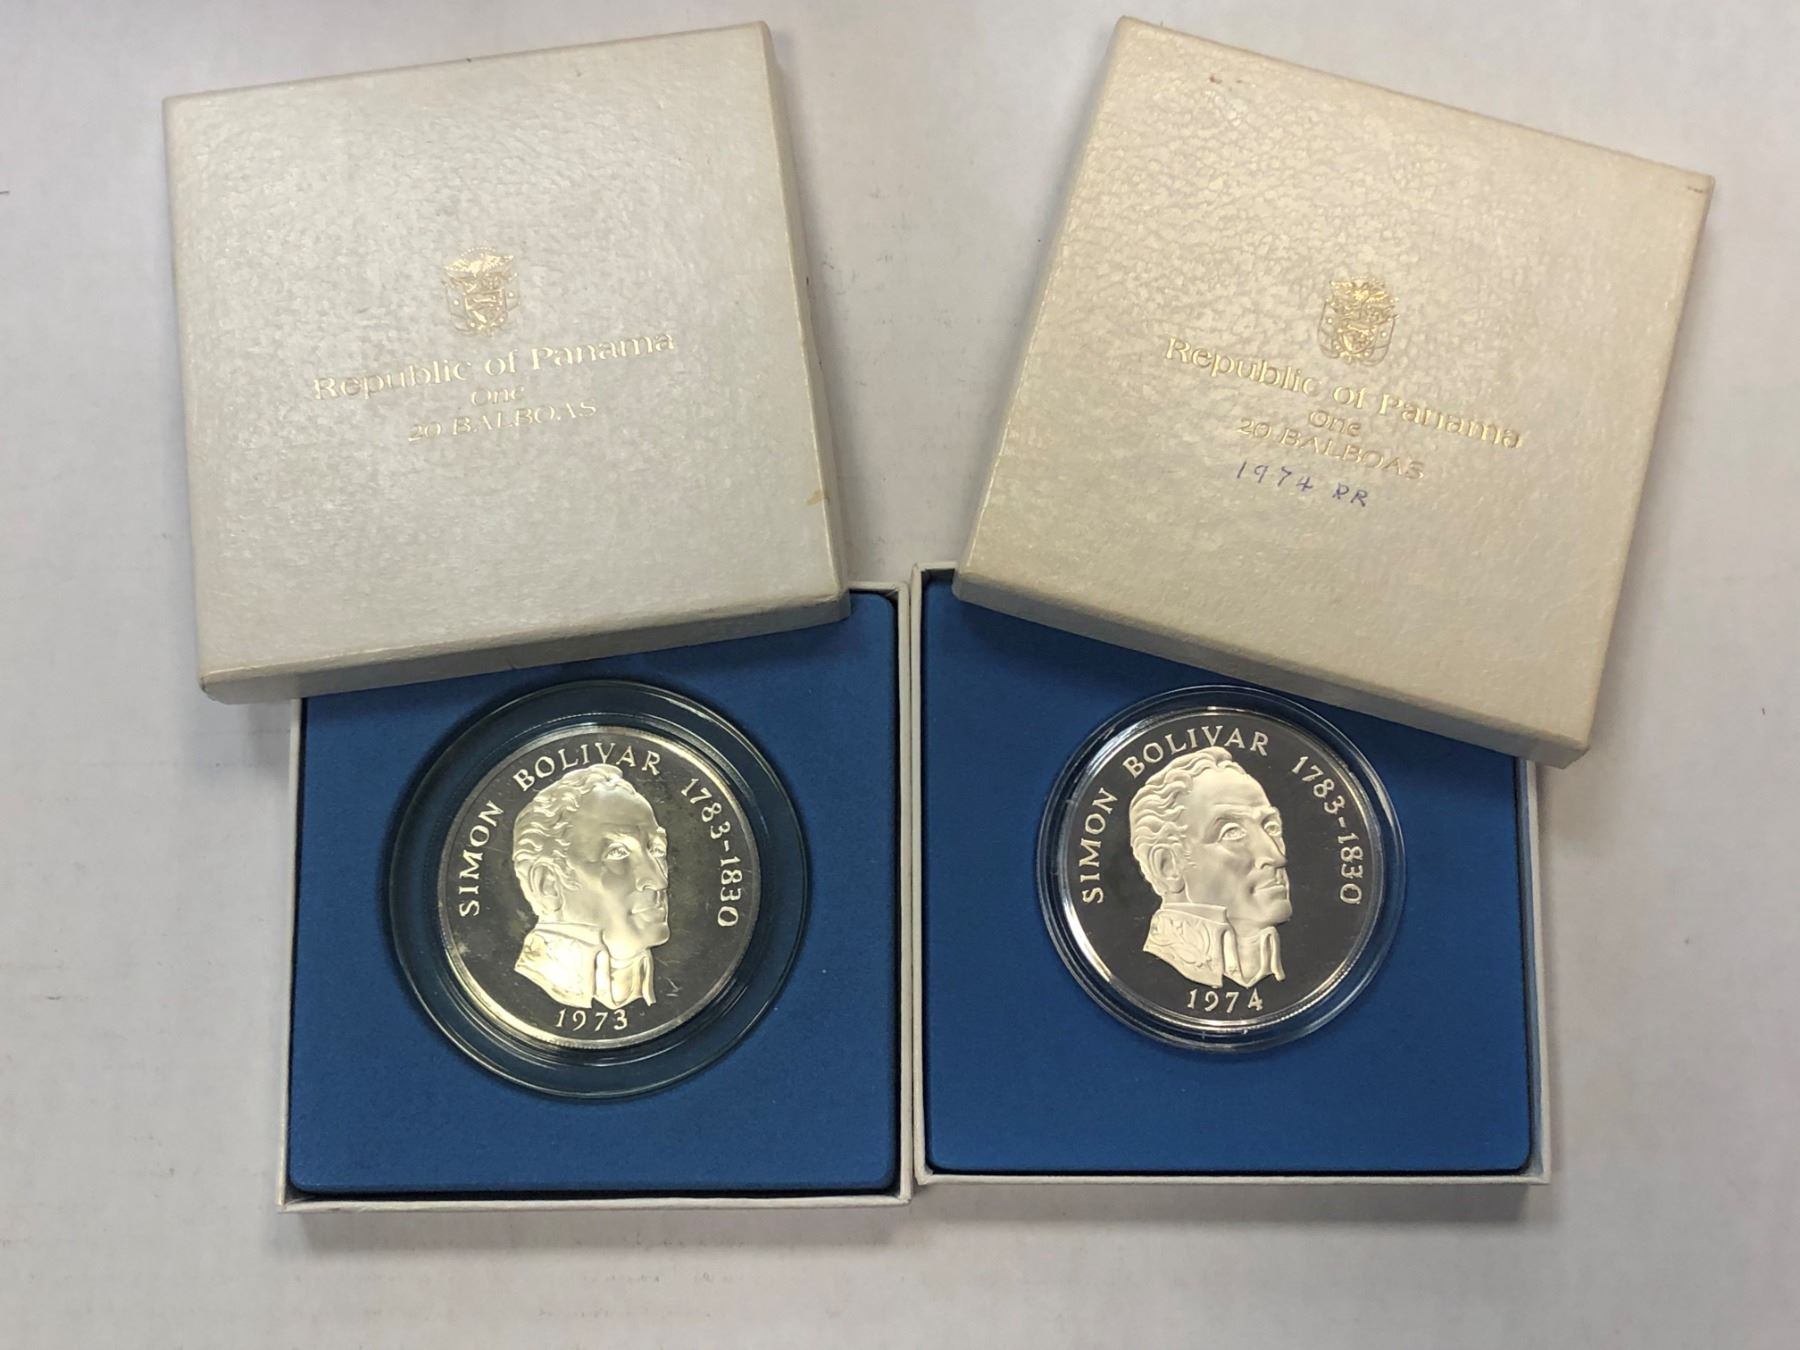 Republic of Panama
One
20 BALBOAS
Republic of Panama
One
20 BALBOAS
1974 RR
SIMON BOLIVAR 1783-1830
1973
SIMON BOLIVAR 1783-1830
1974